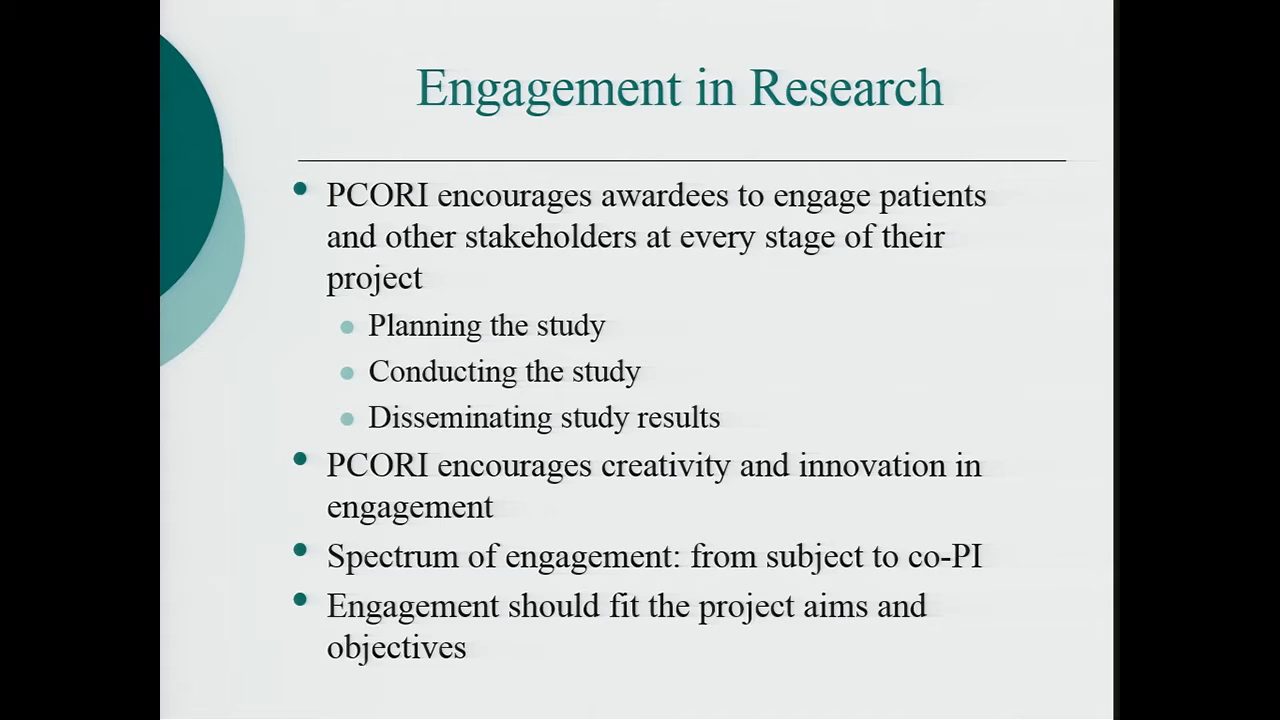 Engagement in Research
PCORI encourages awardees to engage patients
and other stakeholders at every stage of their
project
Planning the study
Conducting the study
Disseminating study results
PCORI encourages creativity and innovation in
engagement
Spectrum of engagement: from subject to co-PI
Engagement should fit the project aims and
objectives